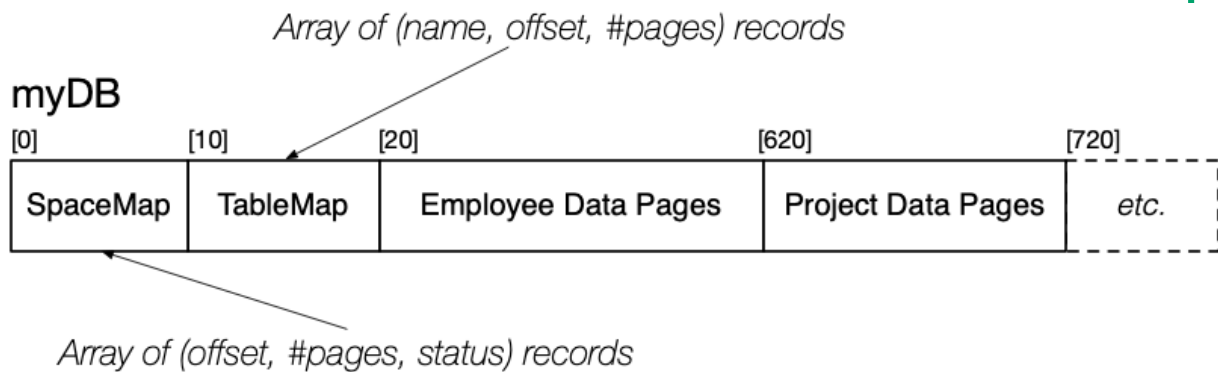 Array of (name, offset, #pages) records
myDB
[0] [10] [20] [620] [720]
SpaceMap TableMap Employee Data Pages Project Data Pages etc.
Array of (offset, #pages, status) records